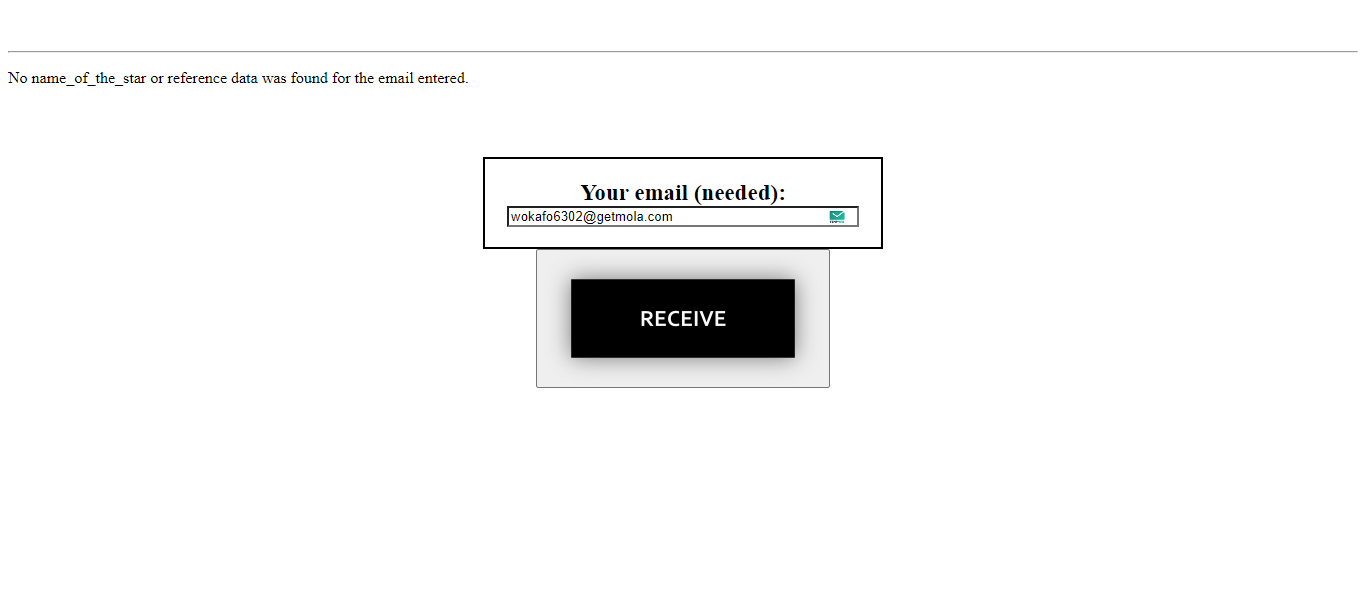 No name_of_the_star or reference data was found for the email entered.
Your email (needed):
wokafo6302@getmola.com
RECEIVE